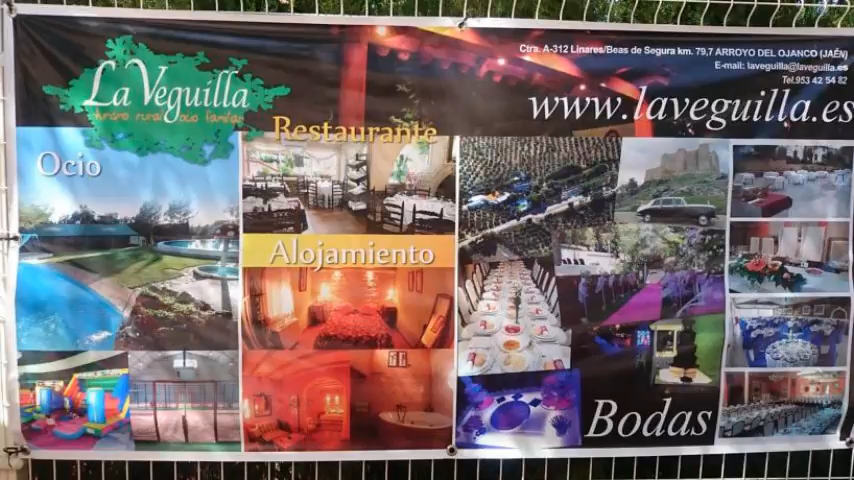 La Veguilla
turismo rural ocio familiar
Ctra. A-312 Linares/Beas de Segura km. 79,7 ARROYO DEL OJANCO (JAÉN)
E-mail: laveguilla@laveguilla.es
Tel.953 42 54 82
www.laveguilla.es
Ocio
Restaurante
Alojamiento
Bodas